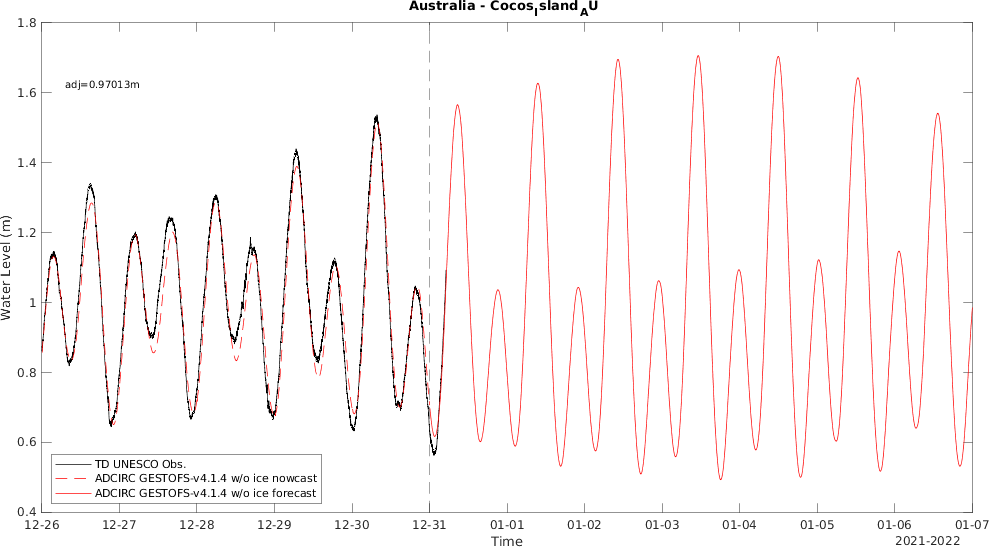 Australia - Cocos_Island_AU
1.8
adj=0.97013m
1.6
1.4
1.2
1
0.8
0.6
0.4
Water Level (m)
TD UNESCO Obs.
ADCIRC GESTOFS-v4.1.4 w/o ice nowcast
ADCIRC GESTOFS-v4.1.4 w/o ice forecast
12-26 12-27 12-28 12-29 12-30 12-31 01-01 01-02 01-03 01-04 01-05 01-06 01-07
Time
2021-2022